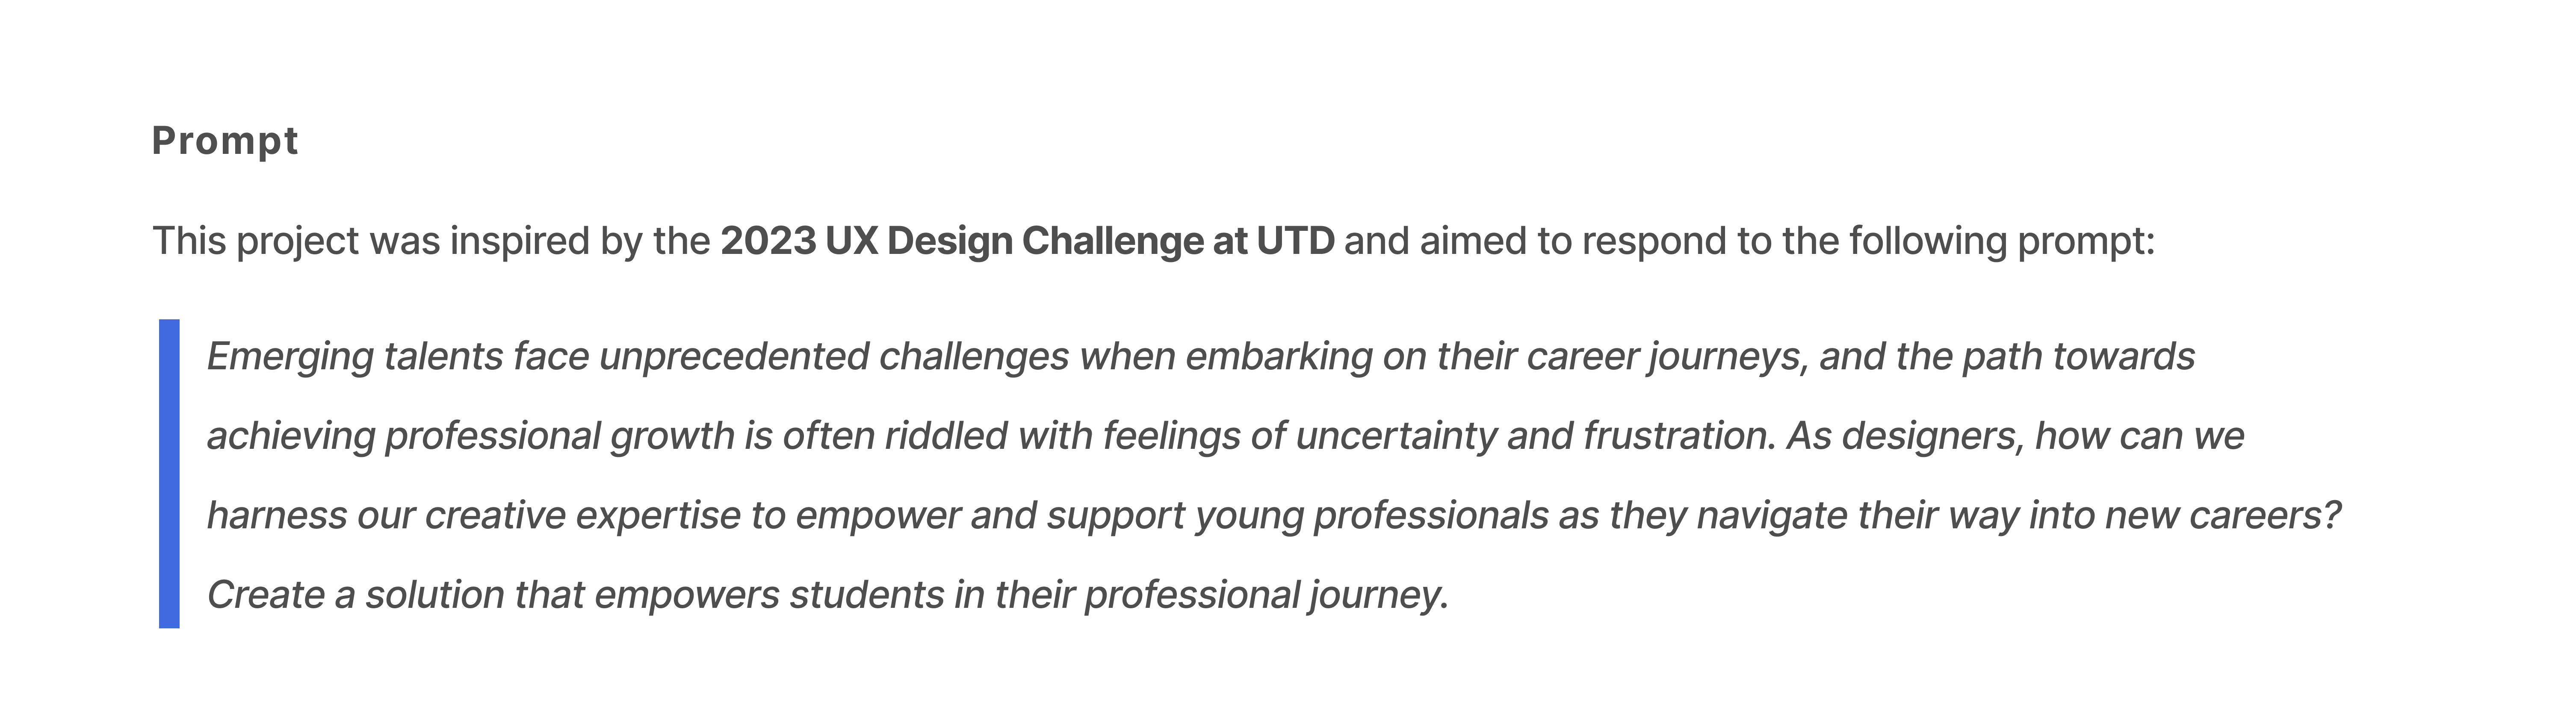 Prompt
This project was inspired by the 2023 UX Design Challenge at UTD and aimed to respond to the following prompt:
Emerging talents face unprecedented challenges when embarking on their career journeys, and the path towards
achieving professional growth is often riddled with feelings of uncertainty and frustration. As designers, how can we
harness our creative expertise to empower and support young professionals as they navigate their way into new careers?
Create a solution that empowers students in their professional journey.